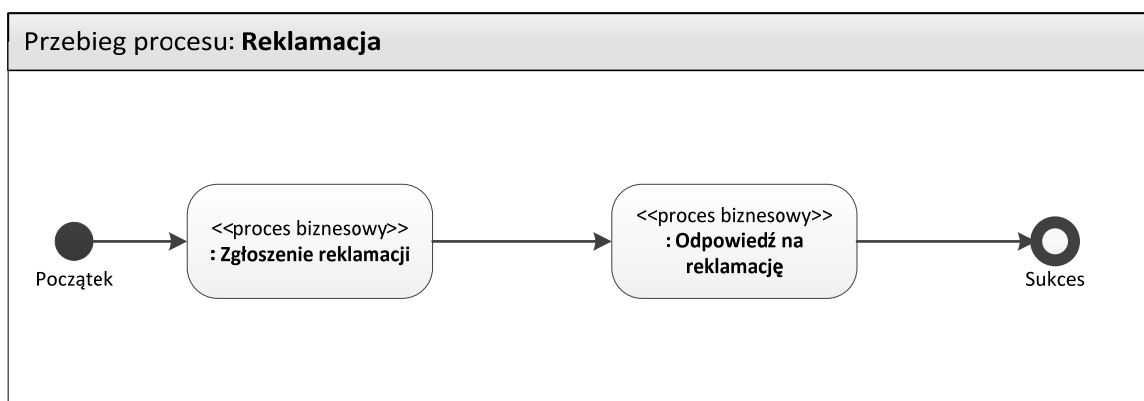 Przebieg procesu: Reklamacja
<<proces biznesowy>>
: Zgłoszenie reklamacji
<<proces biznesowy>>
: Odpowiedź na
reklamację
Początek
Sukces